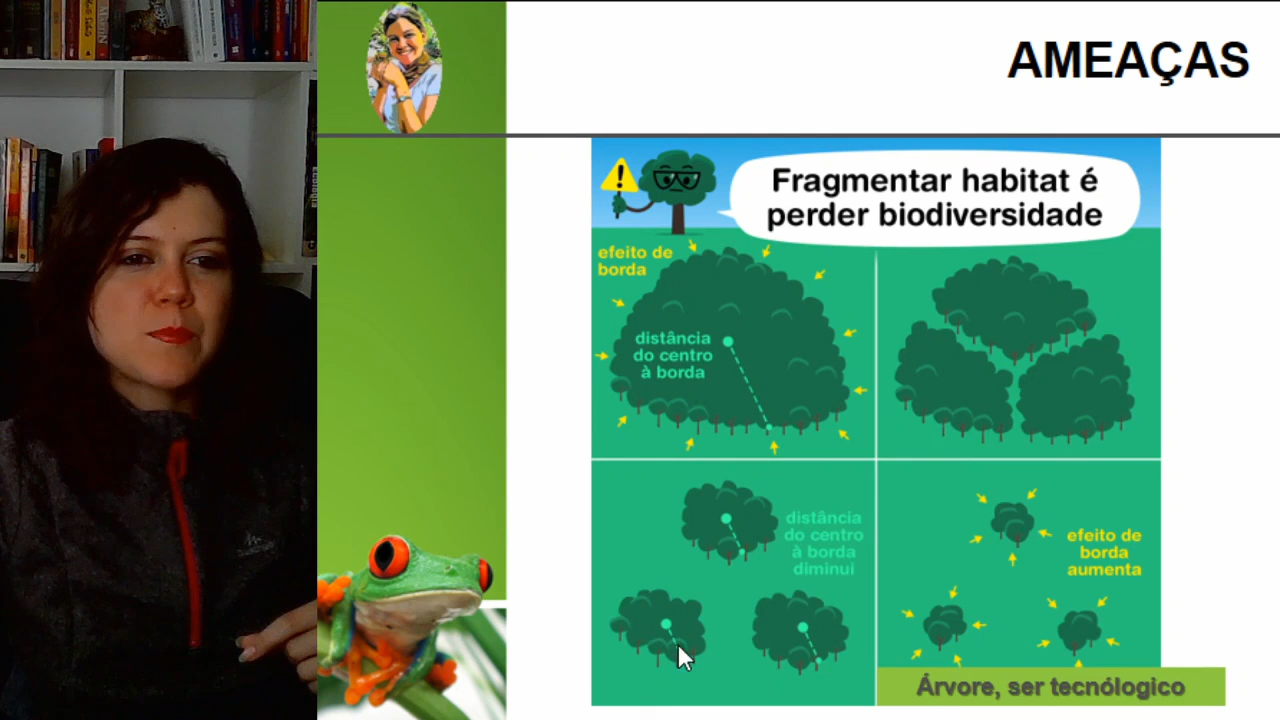 AMEAÇAS
Fragmentar habitat é
perder biodiversidade
efeito de
borda
distância
do centro
à borda
distância
do centro
à borda
diminui
efeito de
borda
aumenta
Árvore, ser tecnólogico